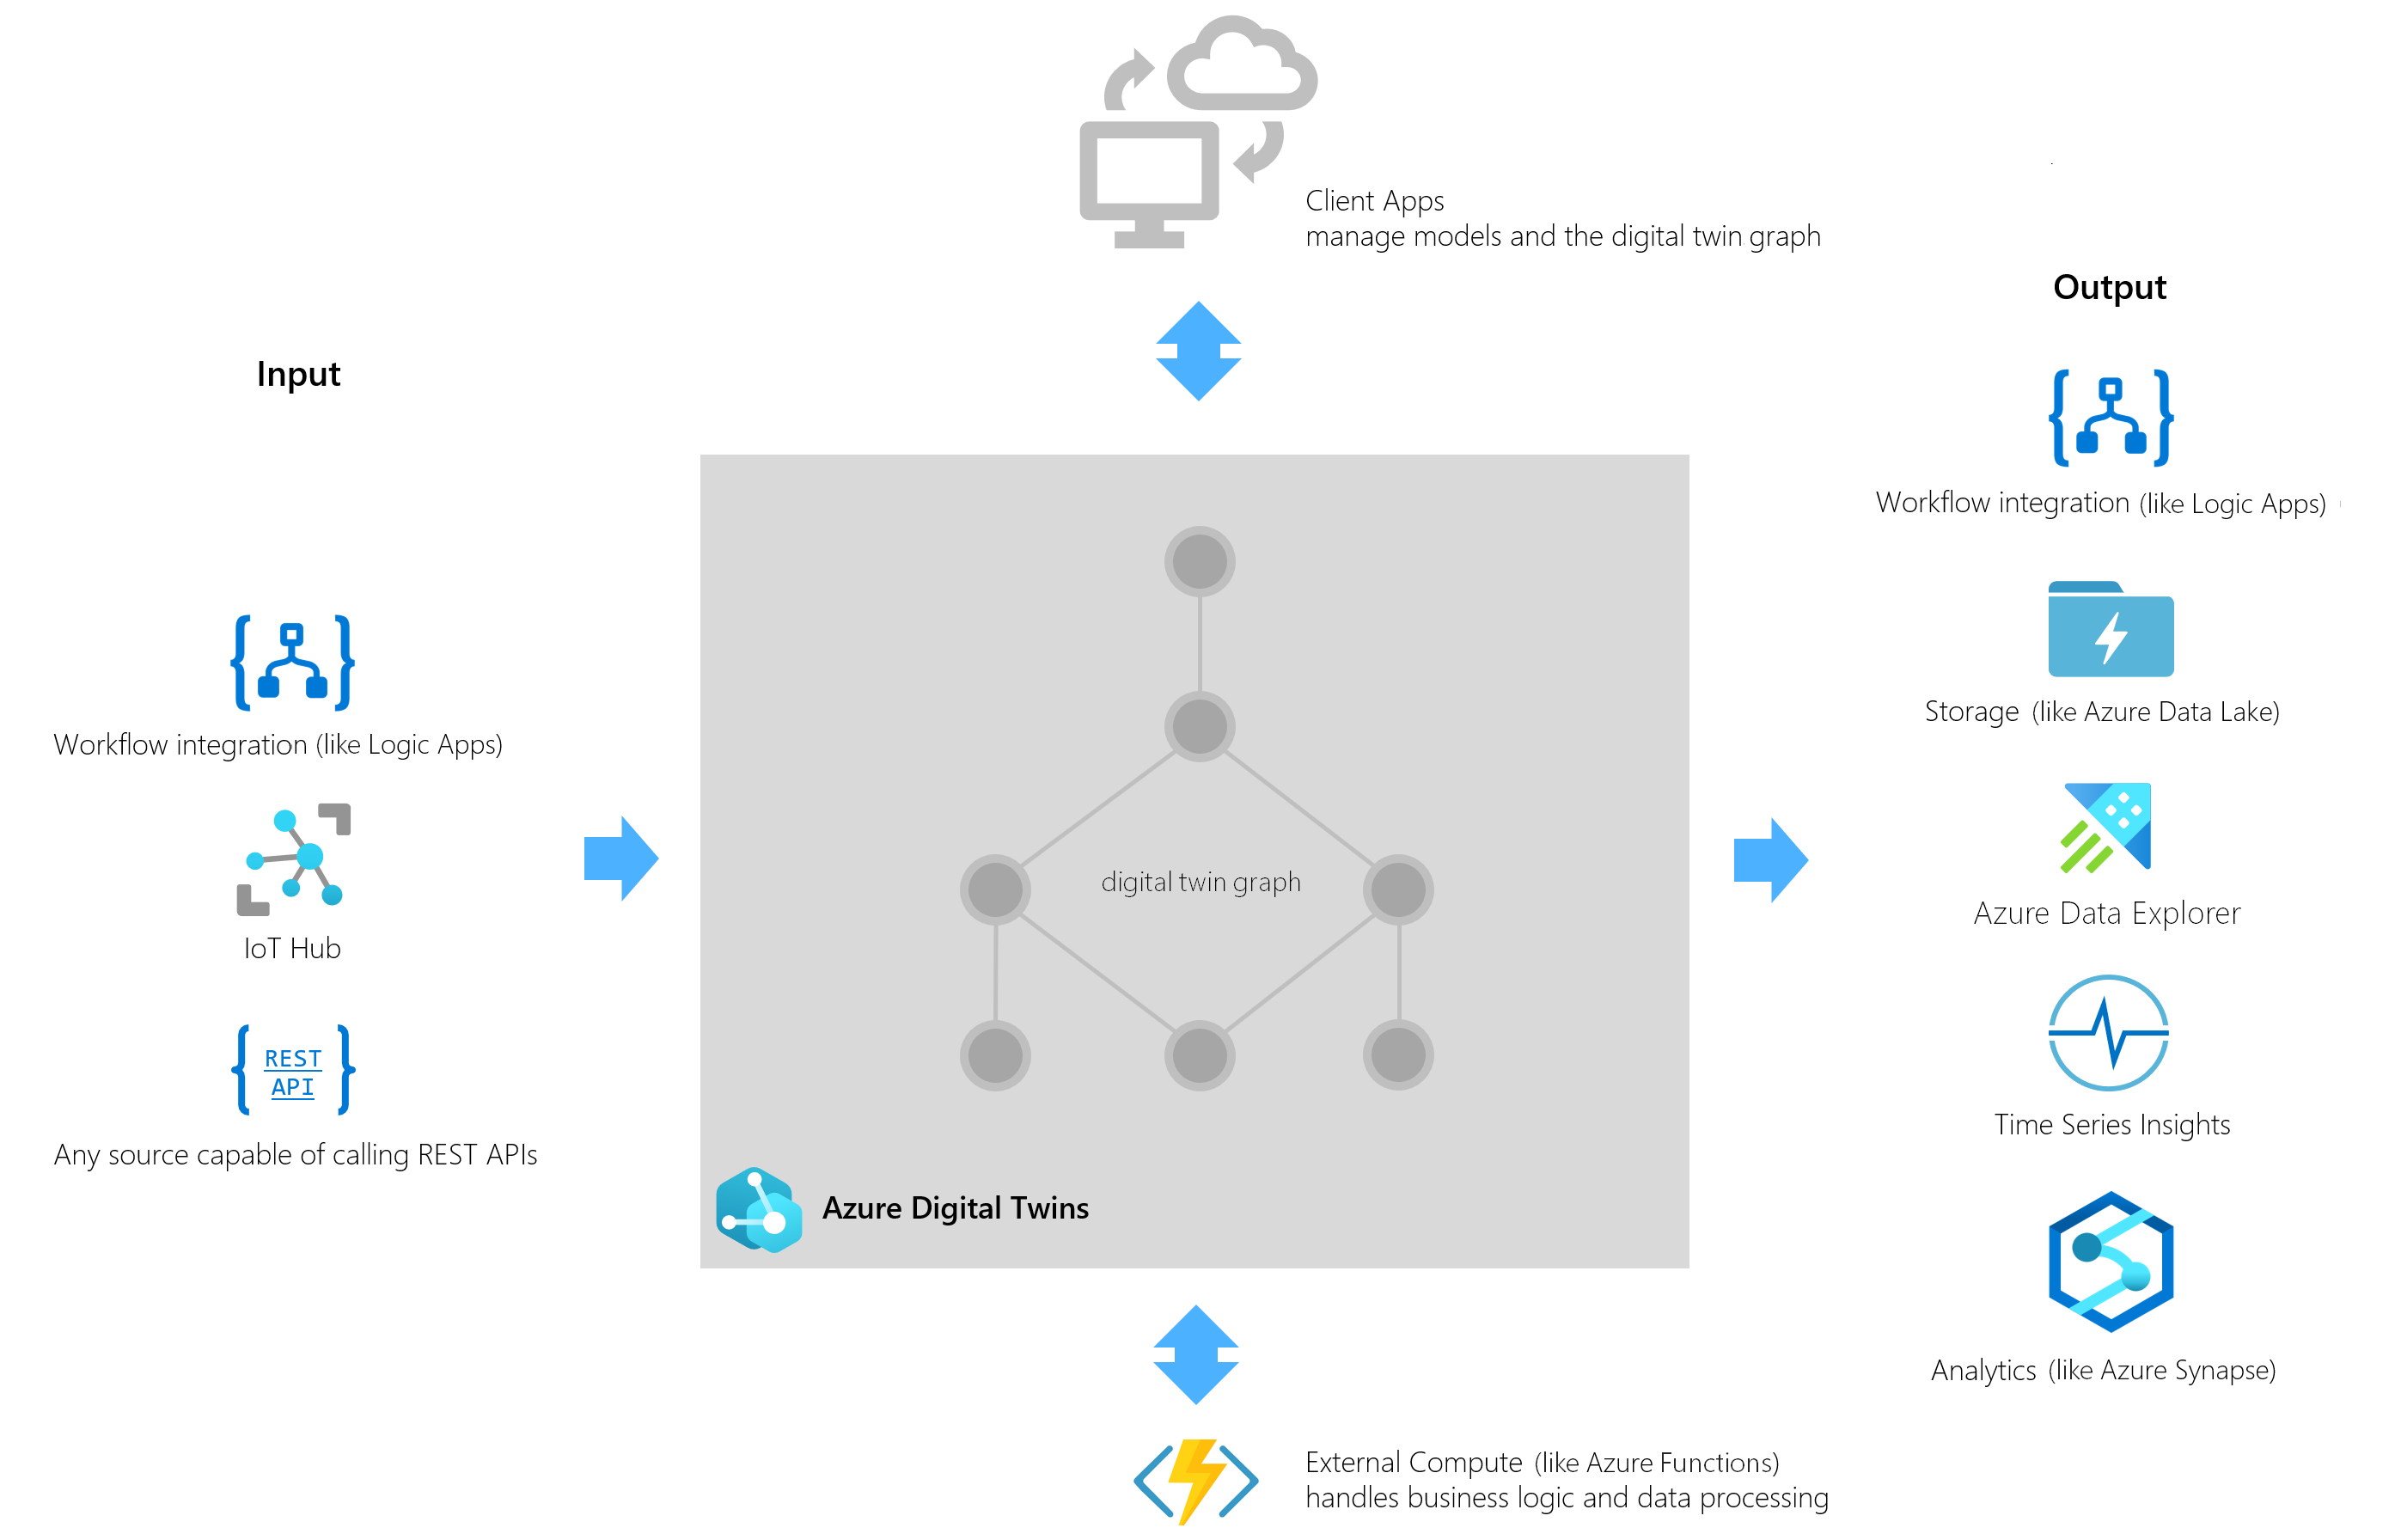 Client Apps
manage models and the digital twin graph
Input
Workflow integration (like Logic Apps)
IoT Hub
REST
API
Any source capable of calling REST APIs
digital twin graph
Azure Digital Twins
Output
Workflow integration (like Logic Apps)
Storage (like Azure Data Lake)
Azure Data Explorer
Time Series Insights
Analytics (like Azure Synapse)
External Compute (like Azure Functions)
handles business logic and data processing